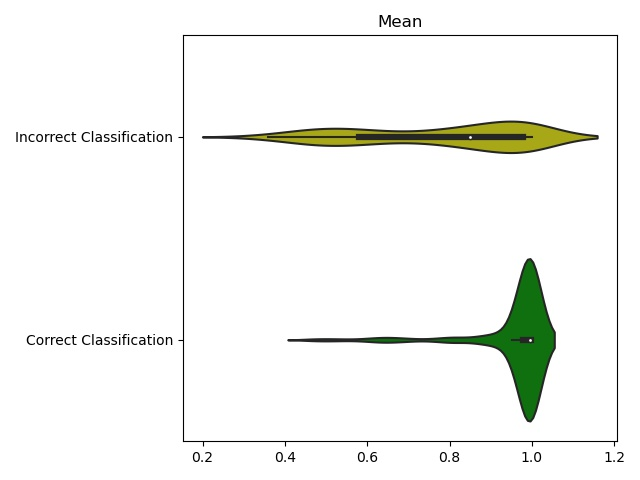 Mean
Incorrect Classification
Correct Classification
0.2 0.4 0.6 0.8 1.0 1.2